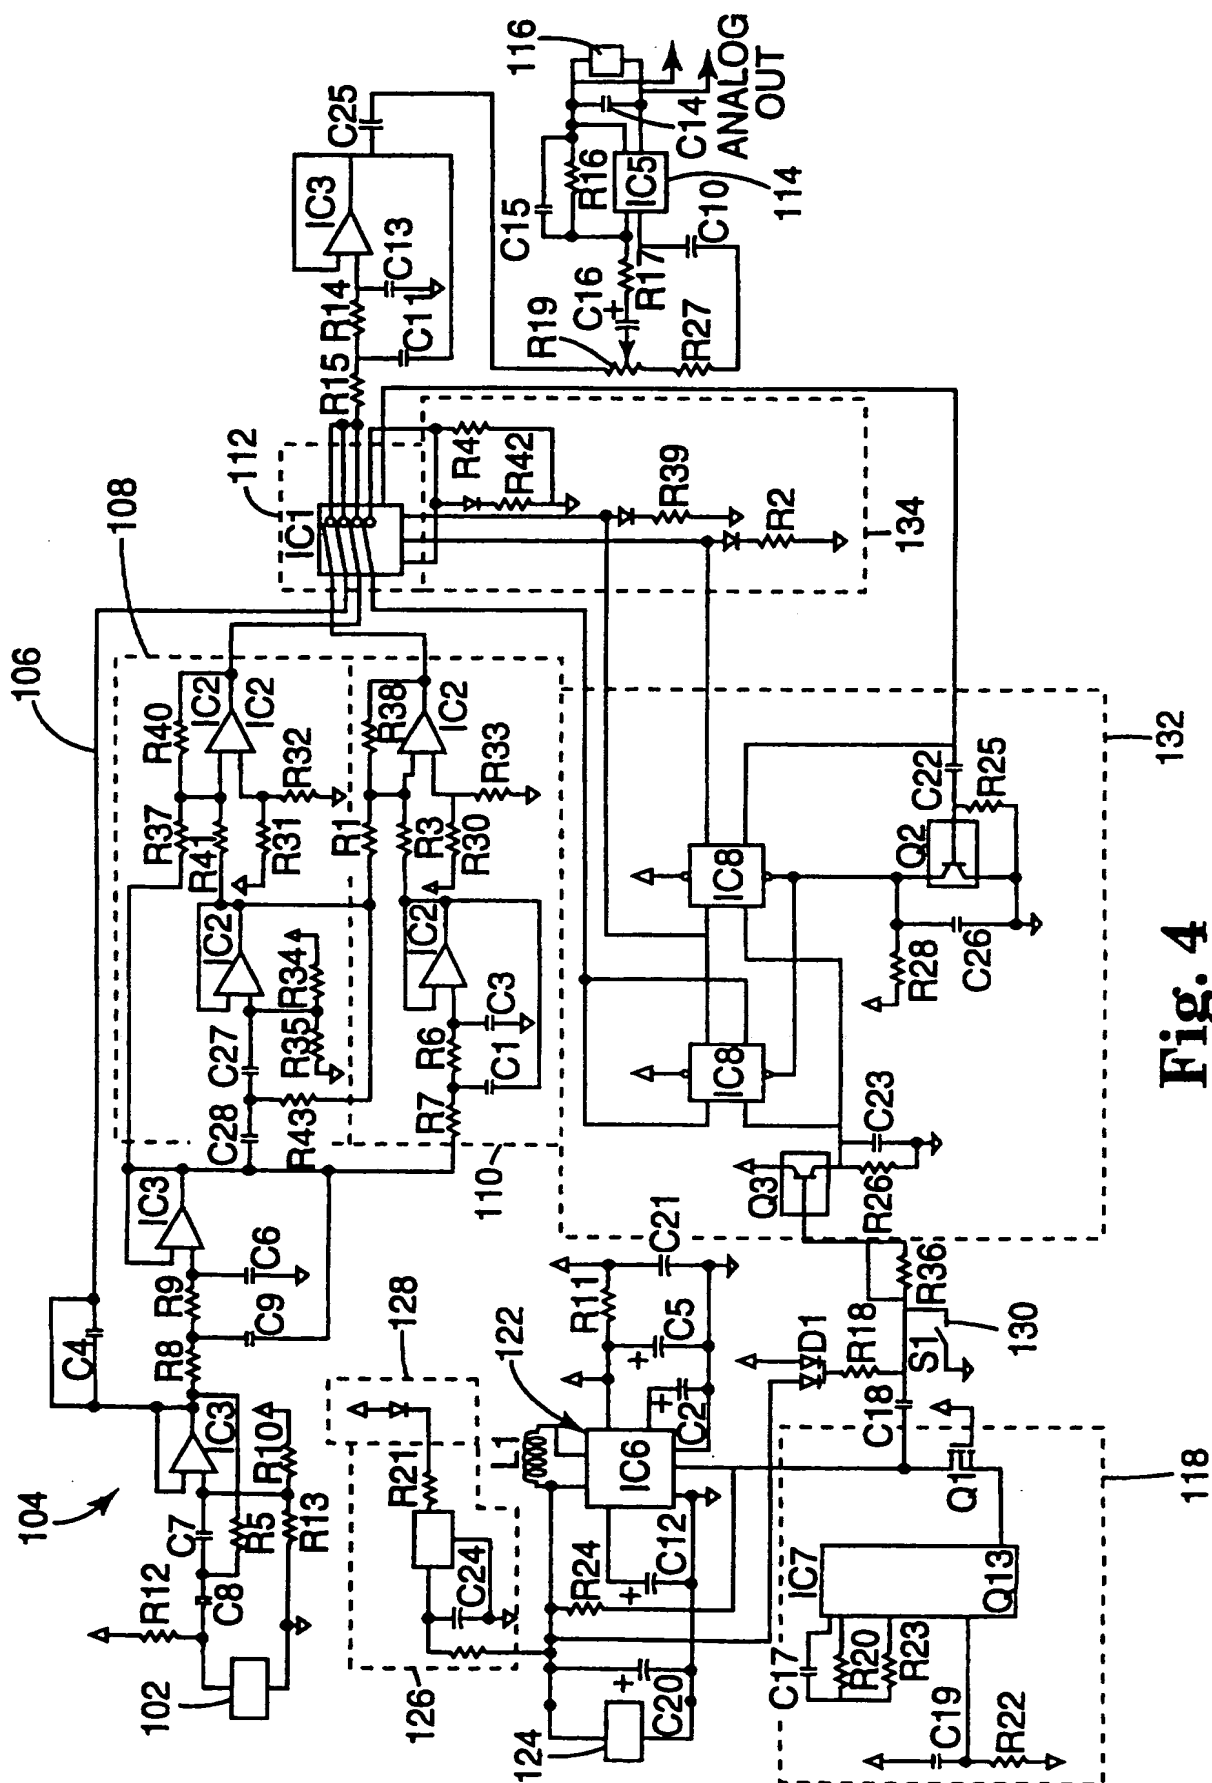 104
102
R12
C8
C7
R5
R13
R10
IC3
C4
R8
R9
C9
C6
IC3
106
108
C28
C27
R43
R35
R34
IC2
R37
R41
R31
R40
IC2
IC2
R32
R7
R6
C1
C3
IC2
R1
R3
R30
R38
IC2
R33
110
112
IC1
R15
R14
C11
C13
IC3
C25
R4
R42
R39
R2
134
R19
C16
+
R17
R27
C15
R16
IC5
C10
114
116
C14
ANALOG
OUT
128
126
R21
C24
L1
122
IC6
R24
C12
+
124
C20
+
R11
C5
+
C2
+
C21
D1
R18
S1
130
R36
C18
Q1
118
IC7
Q13
C17
R20
R23
C19
R22
Q3
R26
C23
IC8
IC8
R28
C26
Q2
C22
R25
132
Fig. 4